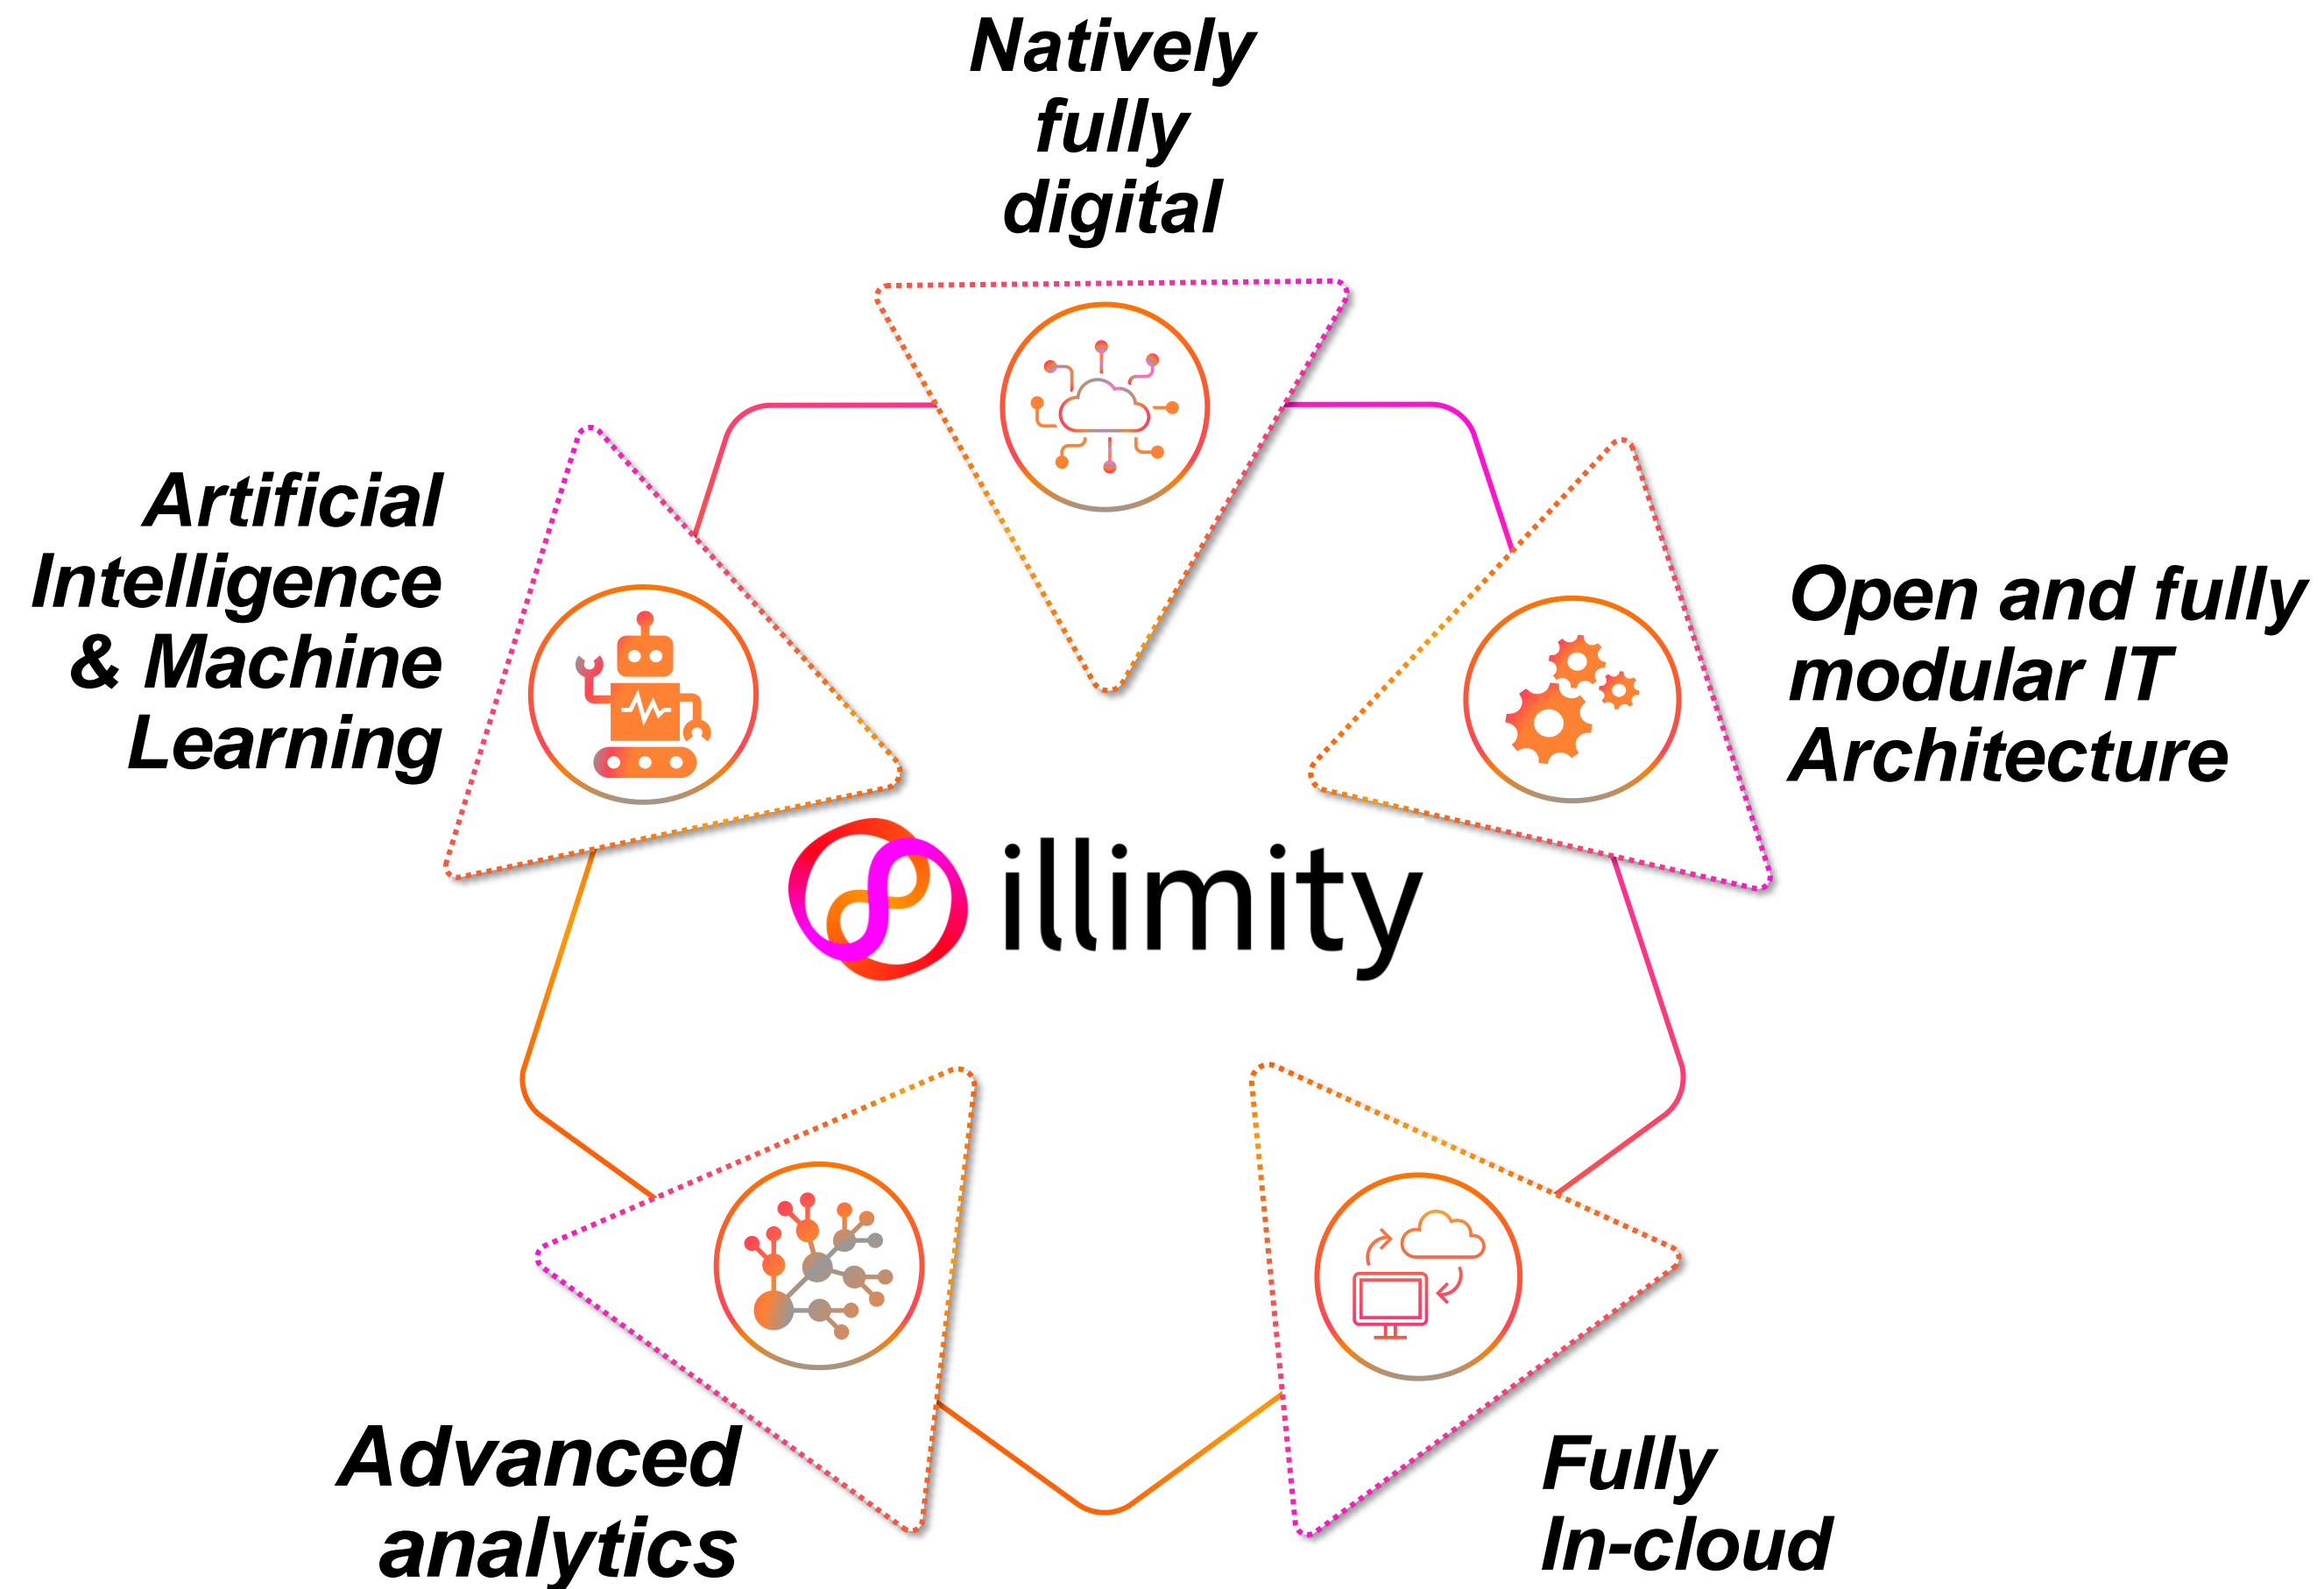 Natively
fully
digital
Artificial
Intelligence
& Machine
Learning
Open and fully
modular IT
Architecture
illimity
Advanced
analytics
Fully
In-cloud